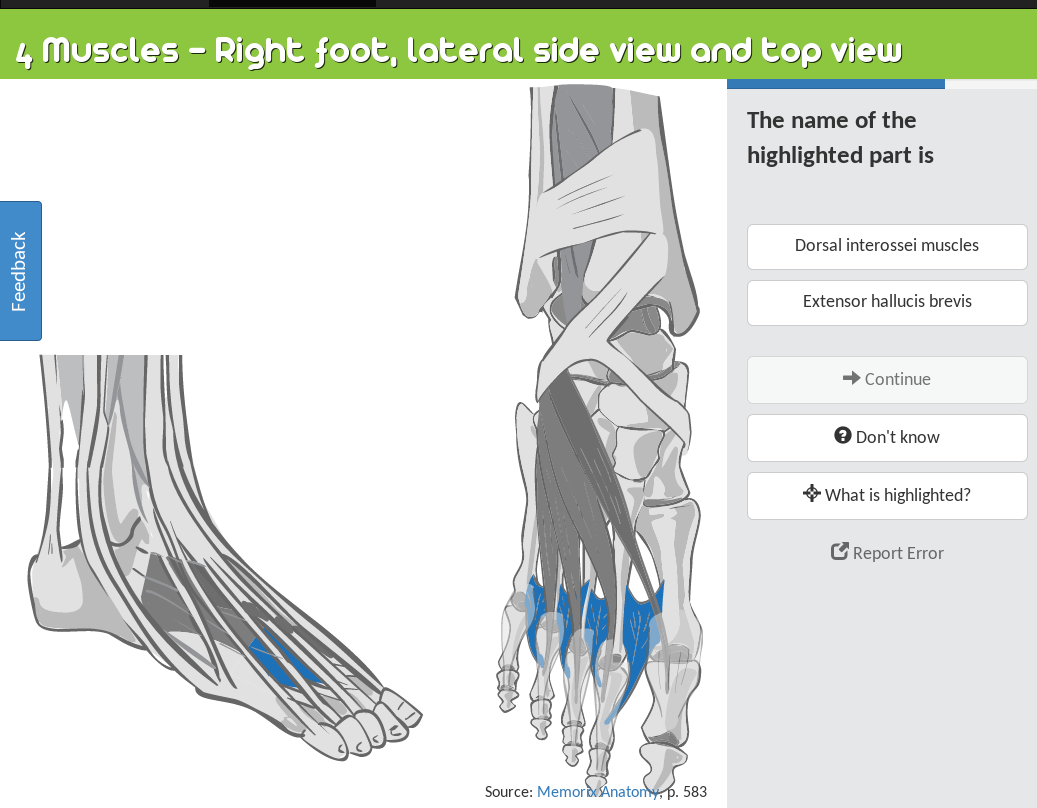 4 Muscles – Right foot, lateral side view and top view
Feedback
The name of the
highlighted part is
Dorsal interossei muscles
Extensor hallucis brevis
Continue
Don't know
What is highlighted?
Report Error
Source: Memorix Anatomy, p. 583